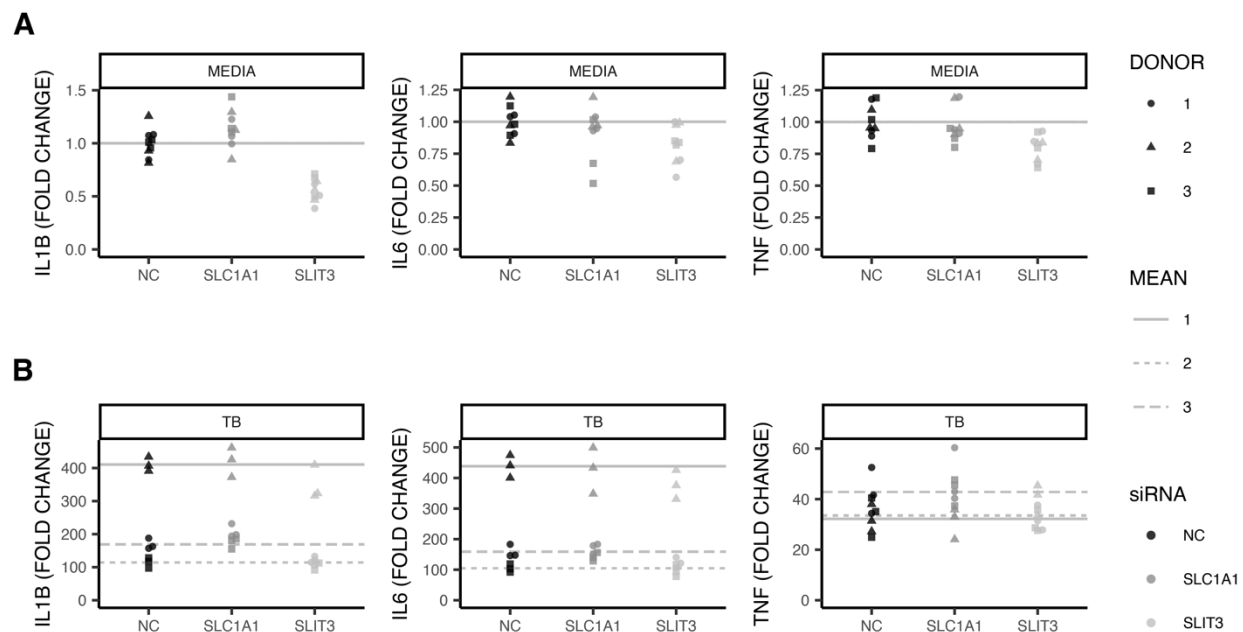 A
IL1B (FOLD CHANGE)
MEDIA
1.5
1.0
0.5
0.0
NC SLC1A1 SLIT3
IL6 (FOLD CHANGE)
MEDIA
1.25
1.00
0.75
0.50
0.25
0.00
NC SLC1A1 SLIT3
TNF (FOLD CHANGE)
MEDIA
1.25
1.00
0.75
0.50
0.25
0.00
NC SLC1A1 SLIT3
B
IL1B (FOLD CHANGE)
TB
400
300
200
100
0
NC SLC1A1 SLIT3
IL6 (FOLD CHANGE)
TB
500
400
300
200
100
0
NC SLC1A1 SLIT3
TNF (FOLD CHANGE)
TB
60
40
20
0
NC SLC1A1 SLIT3
DONOR
1
2
3
MEAN
1
2
3
siRNA
NC
SLC1A1
SLIT3